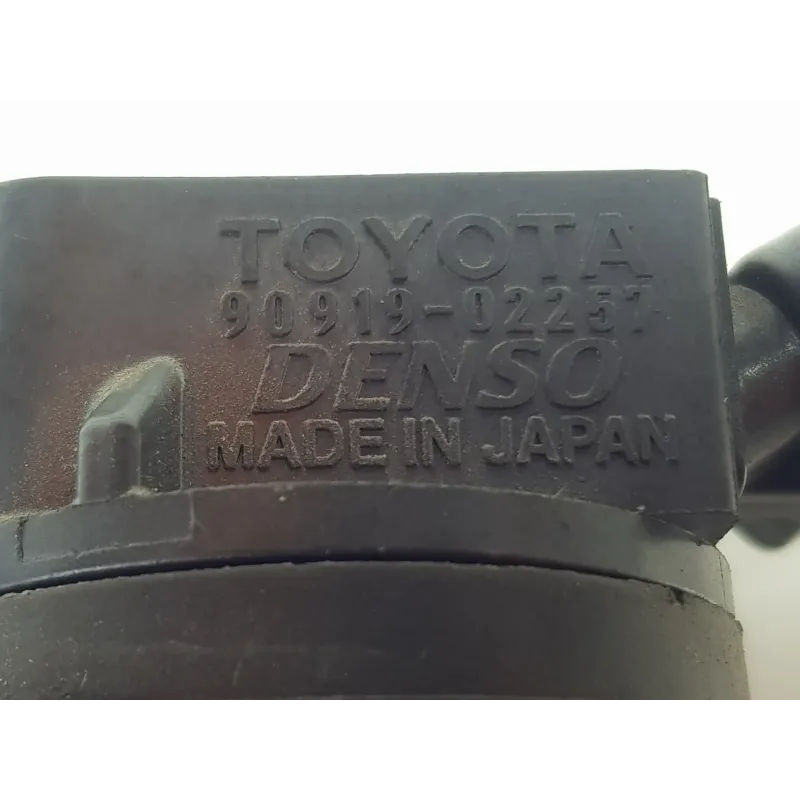 TOYOTA
90919-02257
DENSO
MADE IN JAPAN